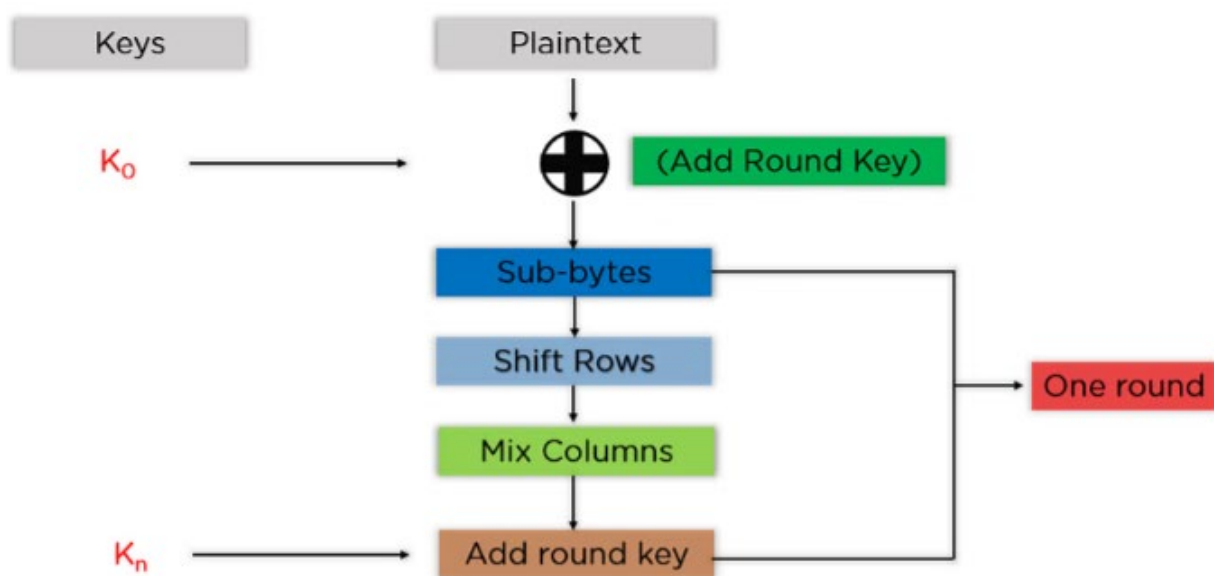 Keys
Plaintext
K₀
(Add Round Key)
Sub-bytes
Shift Rows
One round
Mix Columns
Kₙ
Add round key